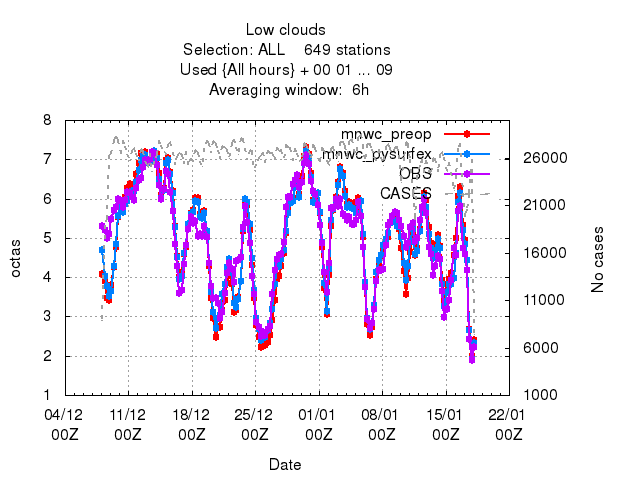 Low clouds
Selection: ALL    649 stations
Used {All hours} + 00 01 ... 09
Averaging window:  6h
8
7
6
5
4
3
2
1
octas
mnwc_preop
mnwc_pysurfex
OBS
CASES
26000
21000
16000
11000
6000
1000
No cases
04/12 11/12 18/12 25/12 01/01 08/01 15/01 22/01
00Z 00Z 00Z 00Z 00Z 00Z 00Z 00Z
Date